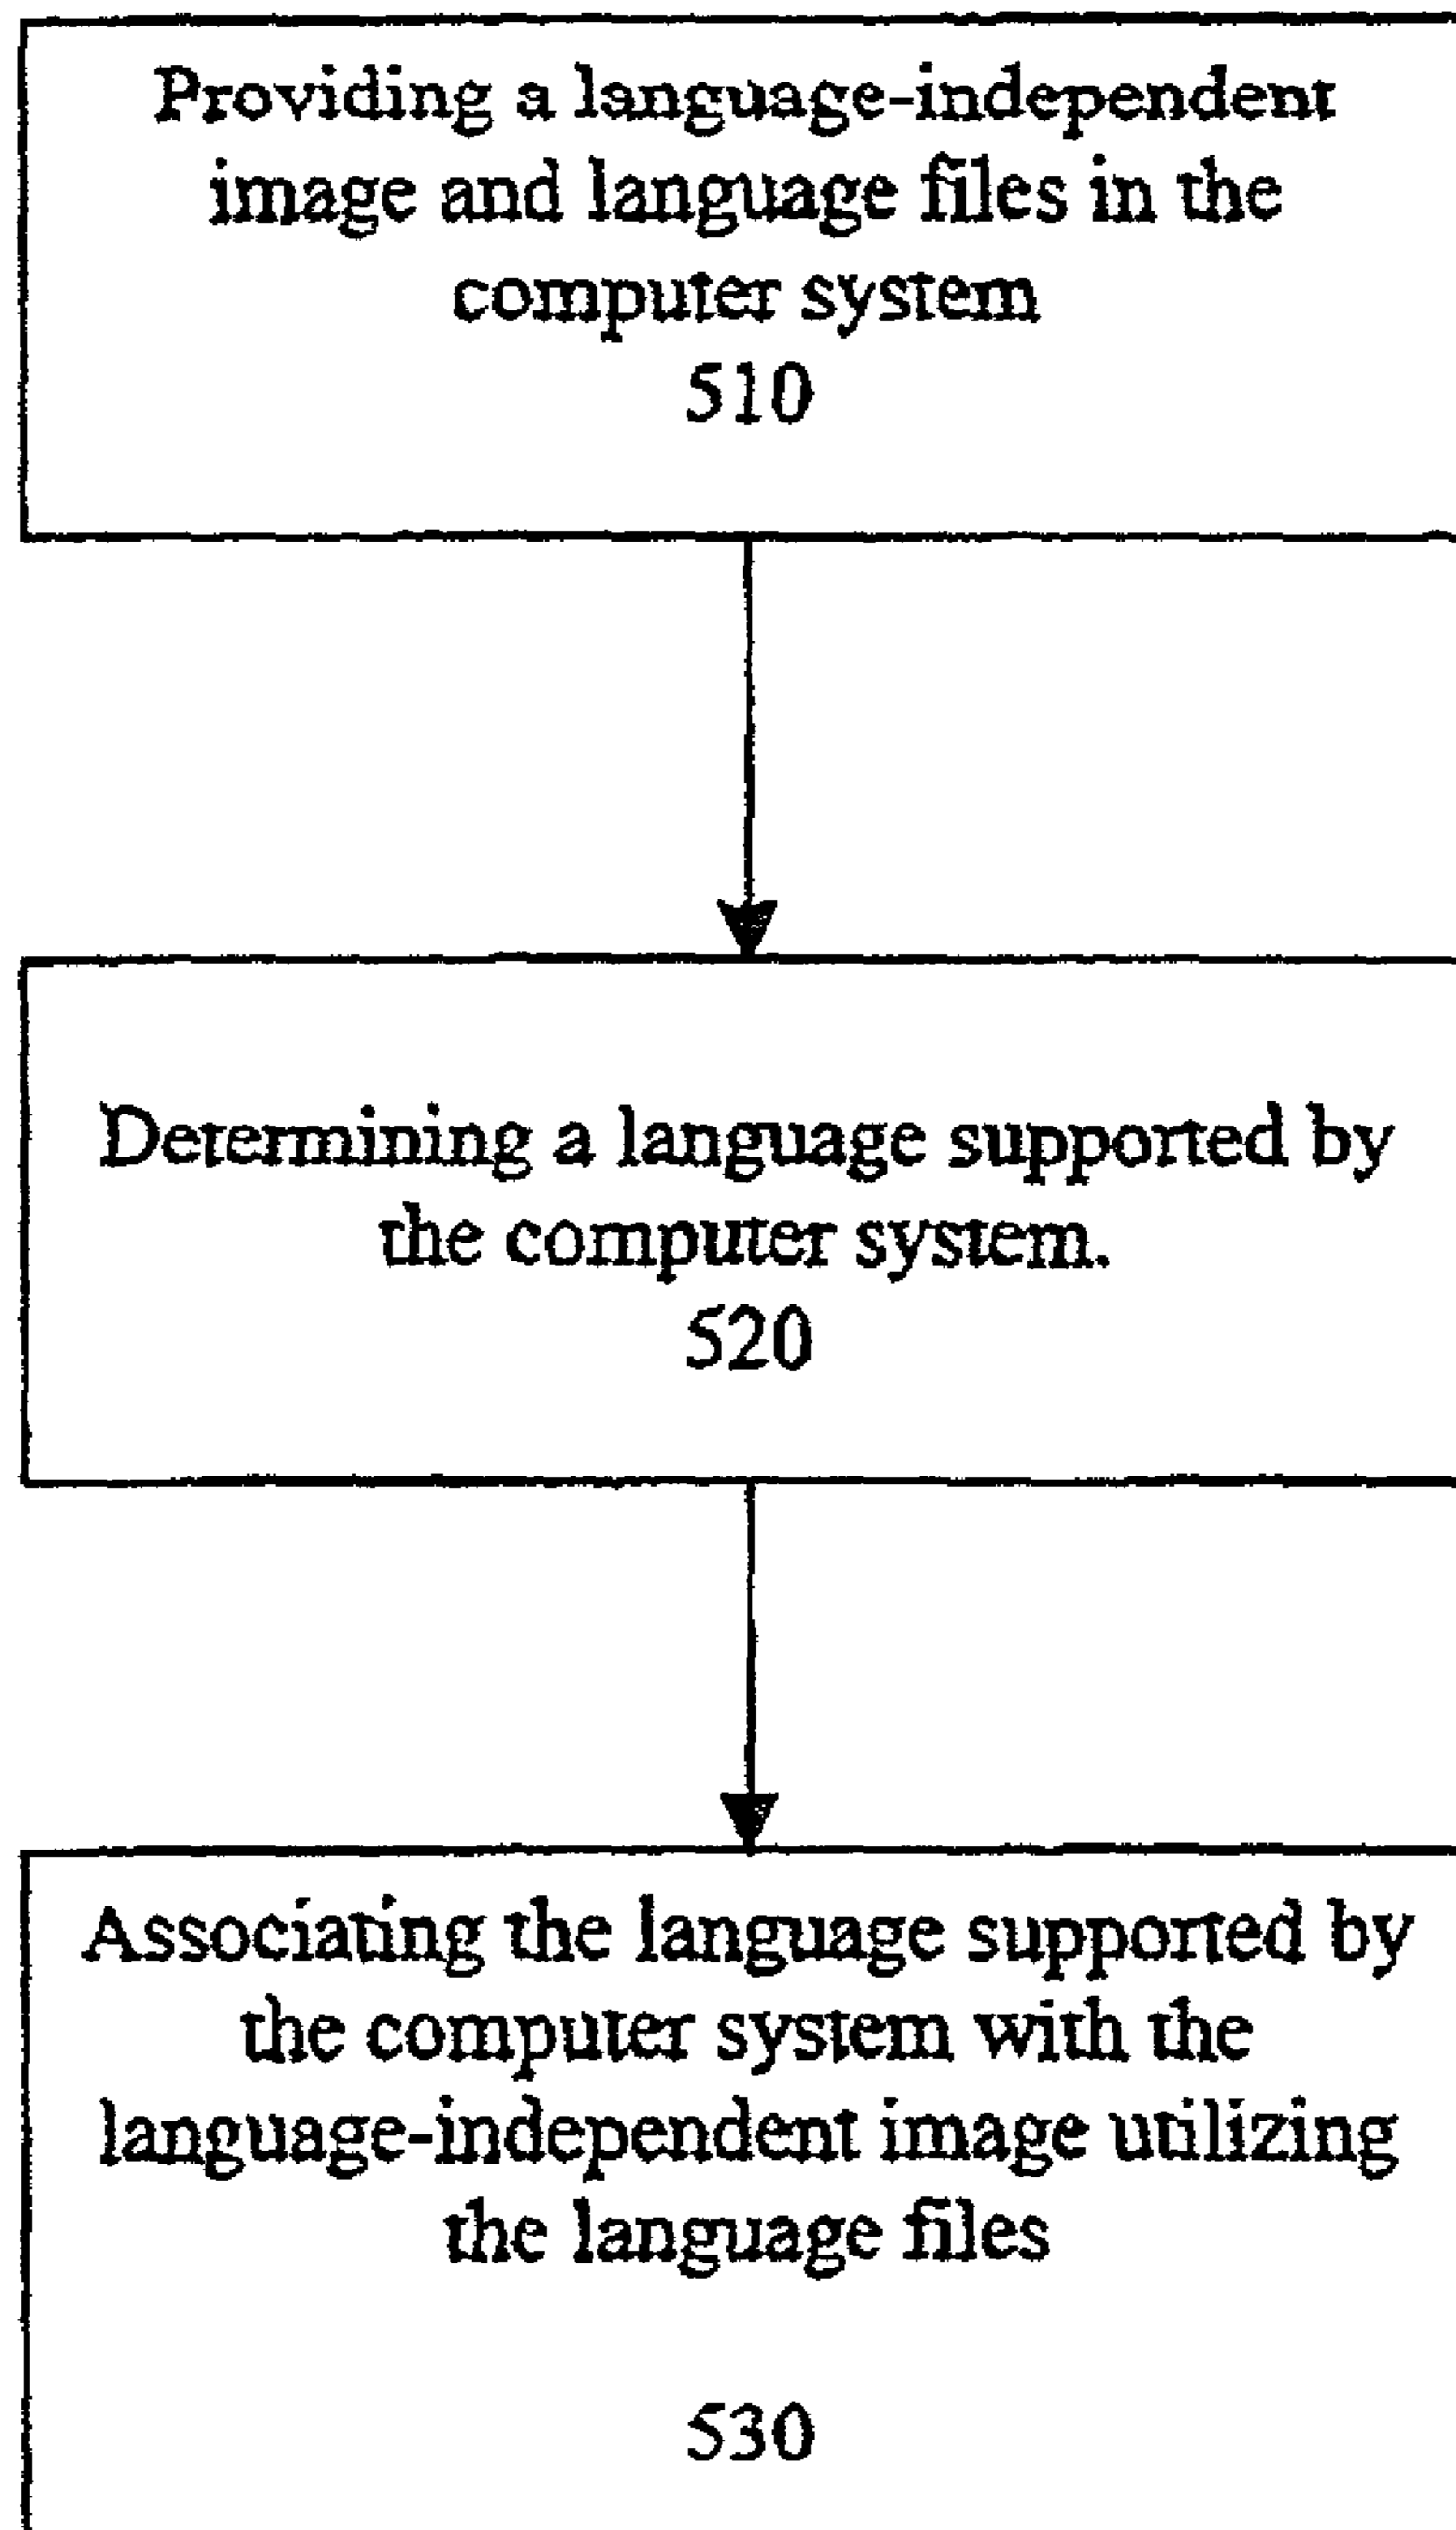 Providing a language-independent
image and language files in the
computer system
510
Determining a language supported by
the computer system.
520
Associating the language supported by
the computer system with the
language-independent image utilizing
the language files
530